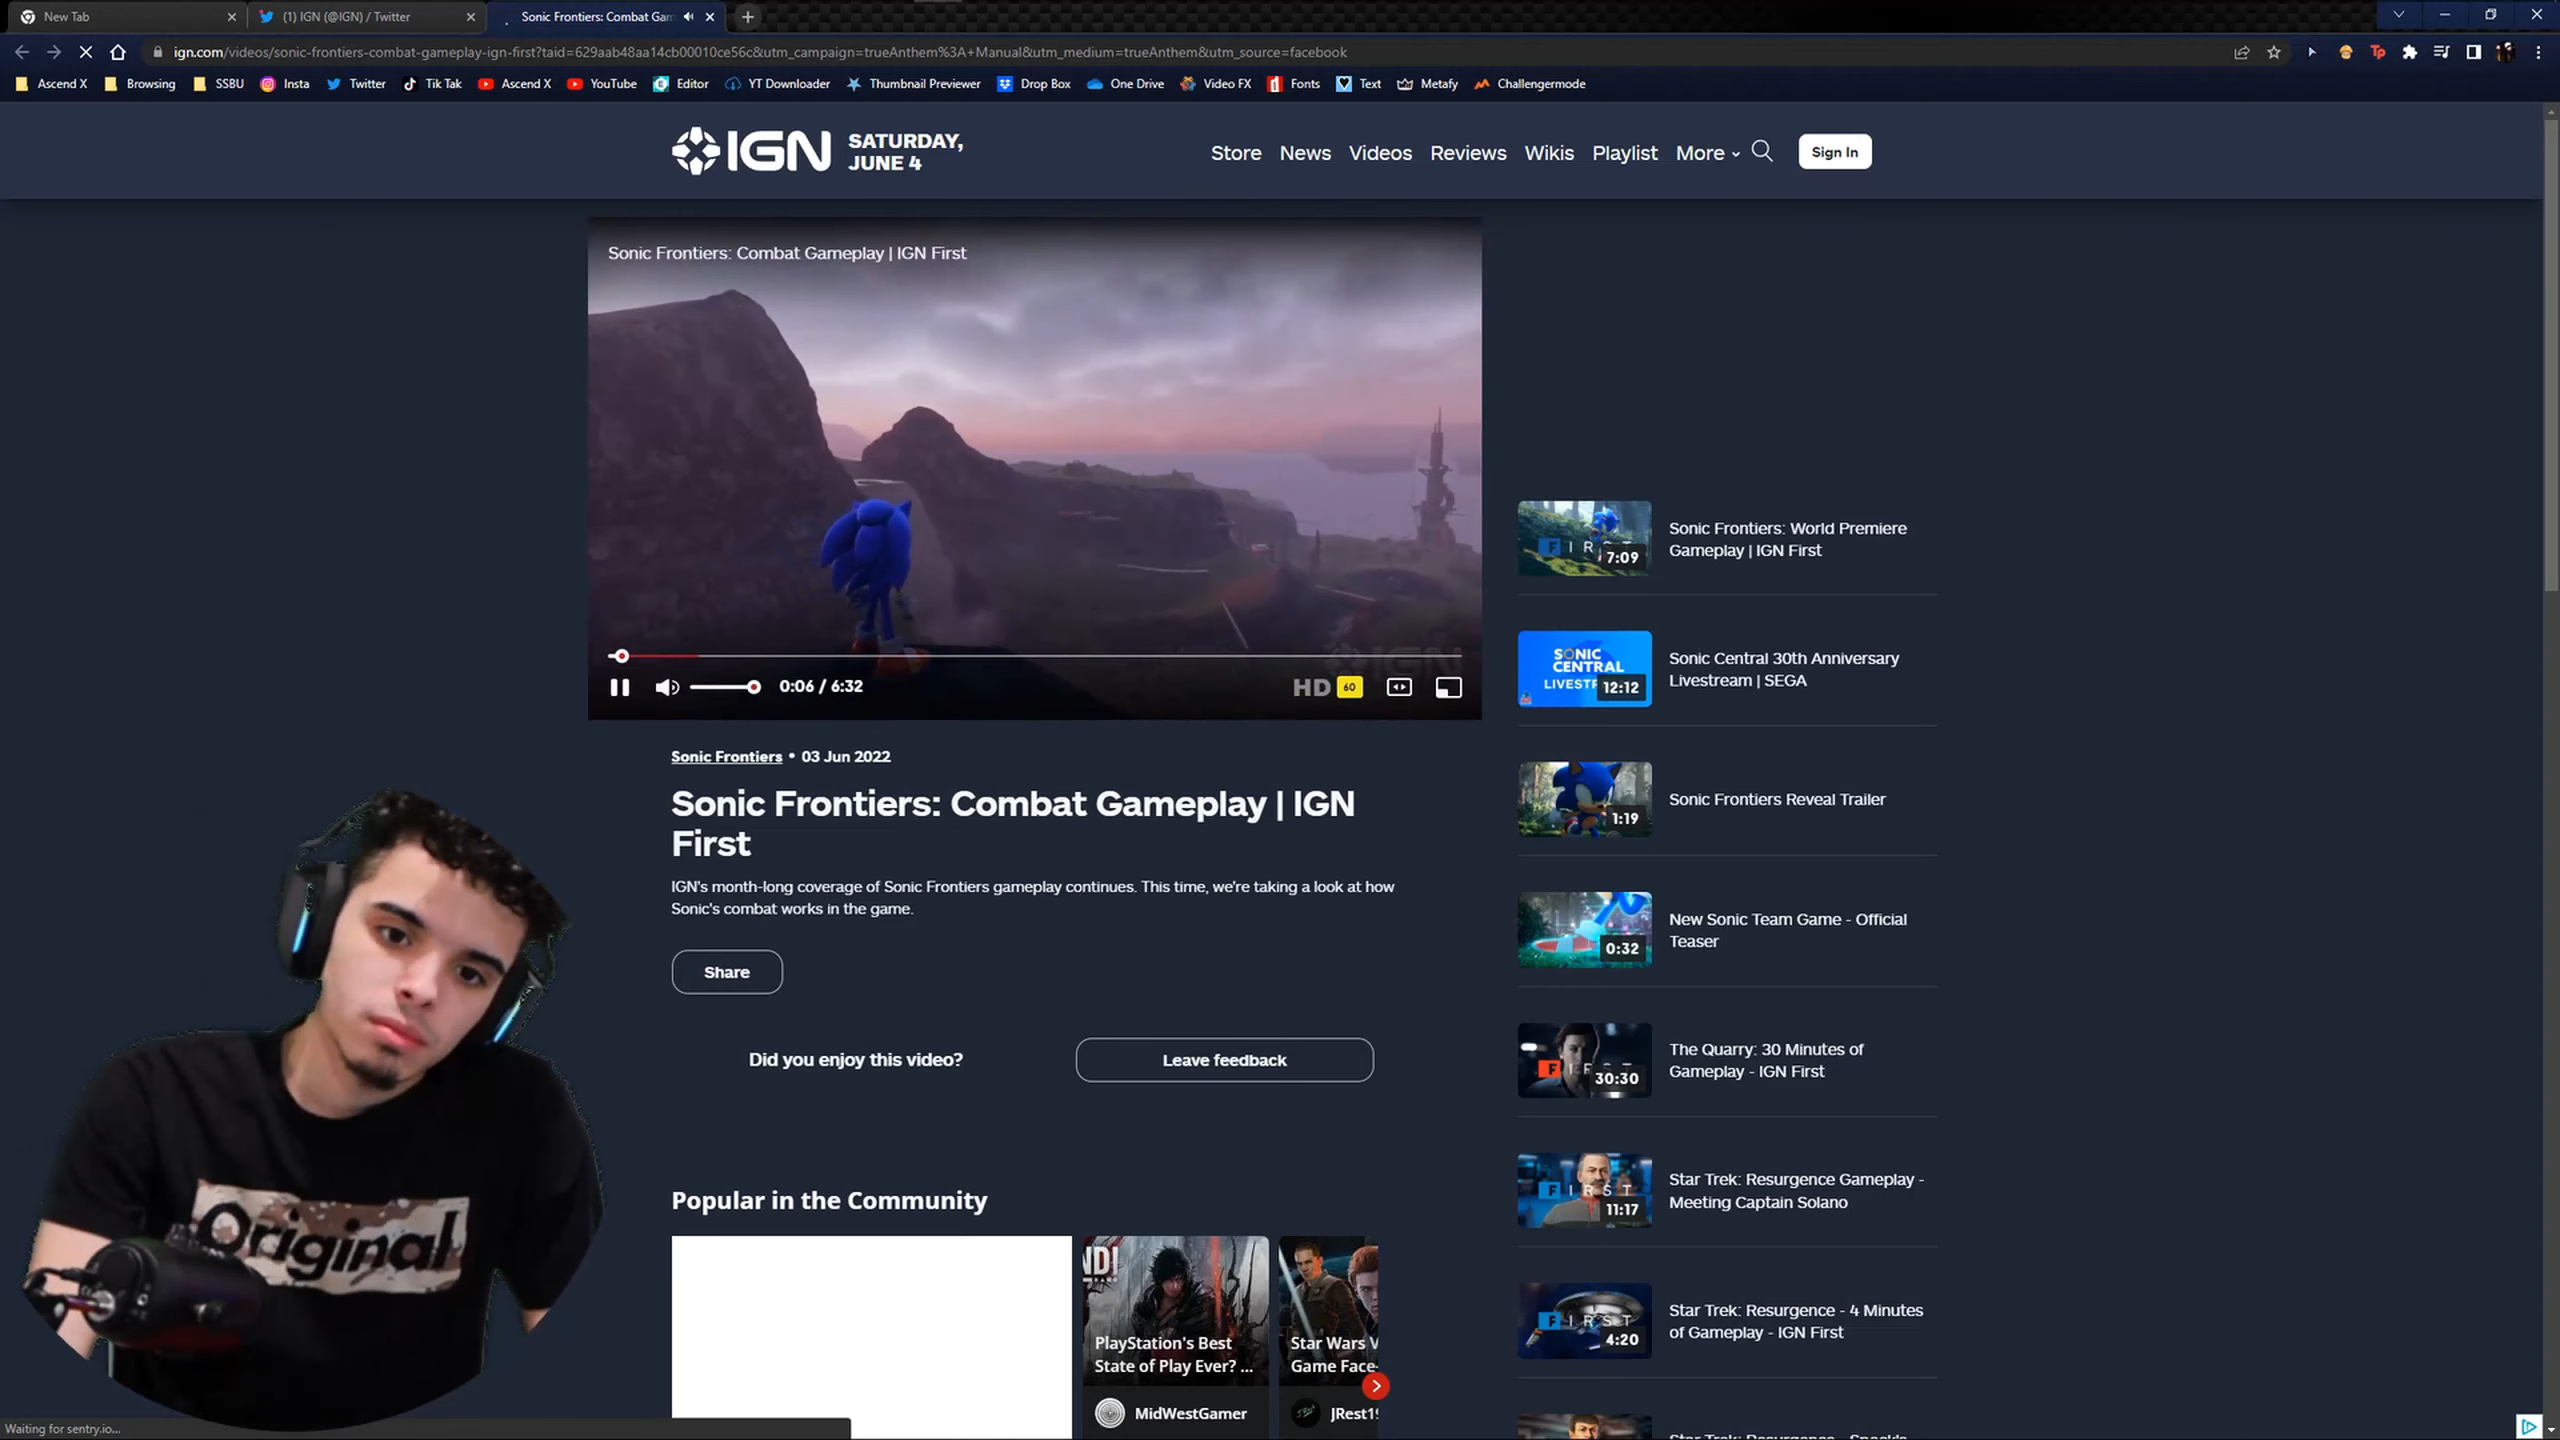 New Tab
(1) IGN (@IGN) / Twitter
Sonic Frontiers: Combat Gam
ign.com/videos/sonic-frontiers-combat-gameplay-ign-first?taid=629aab48aa14cb00010ce56c&utm_campaign=trueAnthem%3A+Manual&utm_medium=trueAnthem&utm_source=facebook
Ascend X Browsing SSBU Insta Twitter Tik Tak Ascend X YouTube Editor YT Downloader Thumbnail Previewer Drop Box One Drive Video FX Fonts Text Metafy Challengermode
IGN
SATURDAY,
JUNE 4
Store News Videos Reviews Wikis Playlist More
Sign In
Sonic Frontiers: Combat Gameplay | IGN First
IGN
0:06 / 6:32
HD 60
Sonic Frontiers • 03 Jun 2022
Sonic Frontiers: Combat Gameplay | IGN
First
IGN's month-long coverage of Sonic Frontiers gameplay continues. This time, we're taking a look at how
Sonic's combat works in the game.
Share
Did you enjoy this video?
Leave feedback
Popular in the Community
PlayStation's Best
State of Play Ever? ...
MidWestGamer
Star Wars V
Game Face-
JRest1
7:09
Sonic Frontiers: World Premiere
Gameplay | IGN First
SONIC
CENTRAL
12:12
Sonic Central 30th Anniversary
Livestream | SEGA
1:19
Sonic Frontiers Reveal Trailer
0:32
New Sonic Team Game - Official
Teaser
30:30
The Quarry: 30 Minutes of
Gameplay - IGN First
FIRST
11:17
Star Trek: Resurgence Gameplay -
Meeting Captain Solano
FIRST
4:20
Star Trek: Resurgence - 4 Minutes
of Gameplay - IGN First
Original
Waiting for sentry.io...